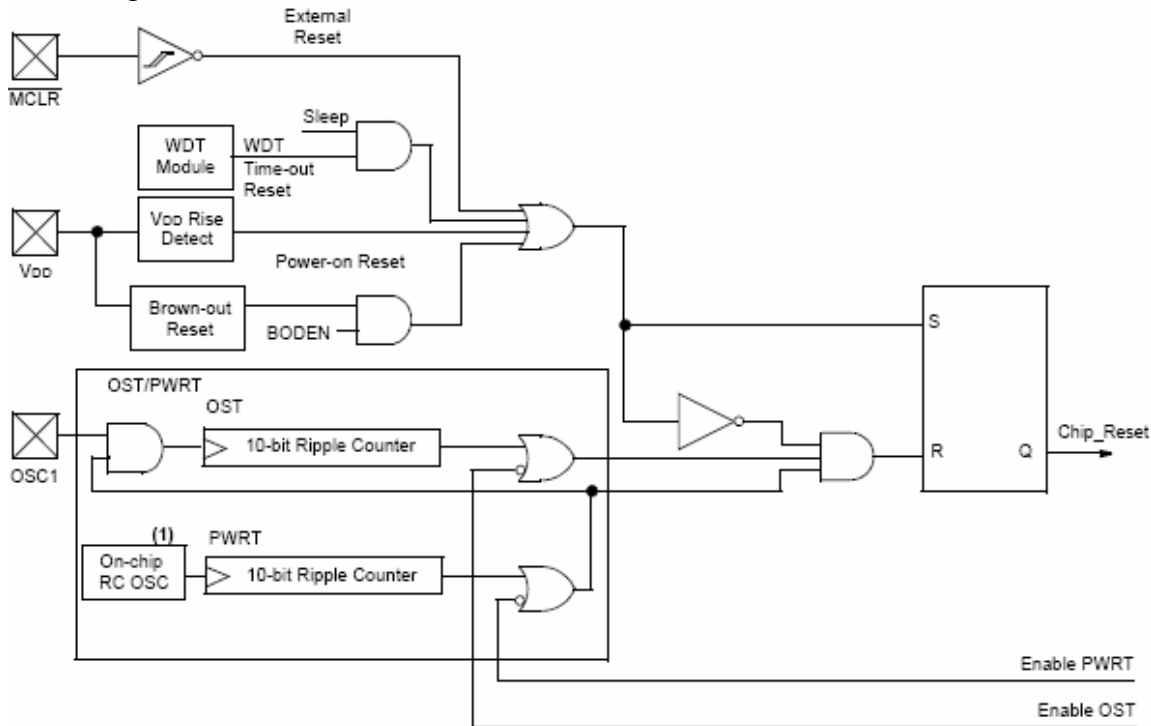 External
Reset
MCLR
Sleep
WDT
Module
WDT
Time-out
Reset
VDD Rise
Detect
VDD
Power-on Reset
Brown-out
Reset
BODEN
S
OST/PWRT
OST
10-bit Ripple Counter
OSC1
R
Q
Chip_Reset
(1)
PWRT
On-chip
RC OSC
10-bit Ripple Counter
Enable PWRT
Enable OST